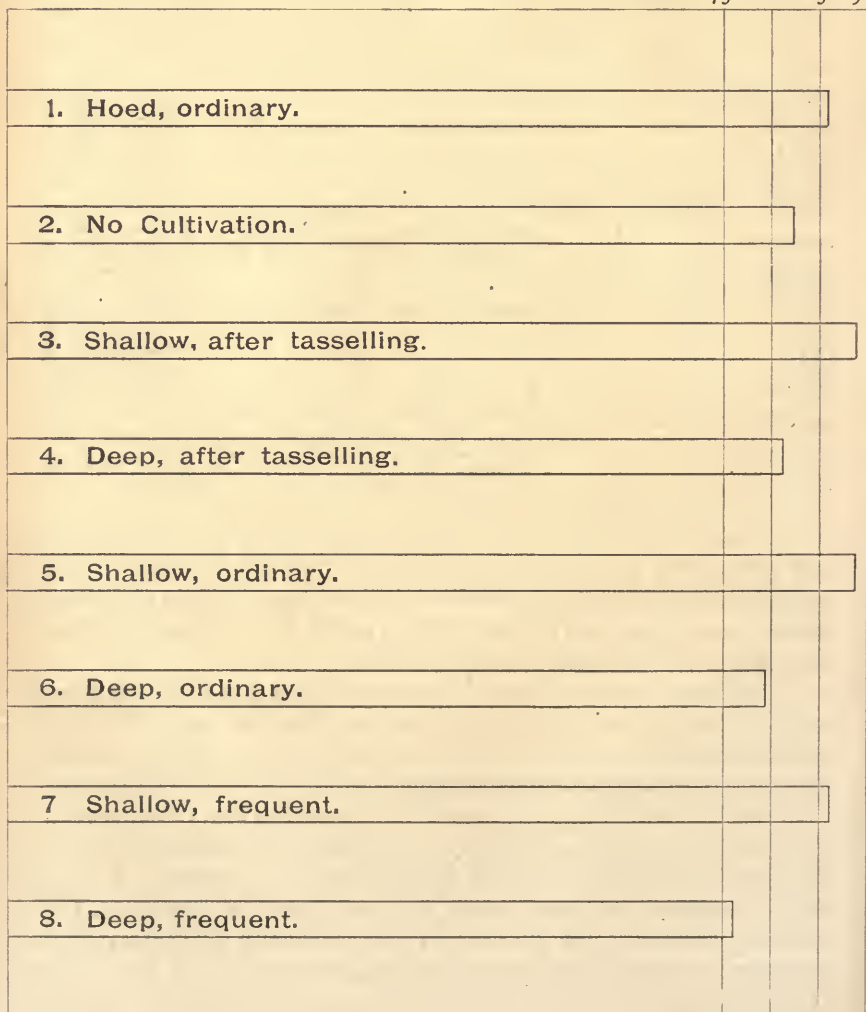 1. Hoed, ordinary.
2. No Cultivation.
3. Shallow, after tasselling.
4. Deep, after tasselling.
5. Shallow, ordinary.
6. Deep, ordinary.
7 Shallow, frequent.
8. Deep, frequent.